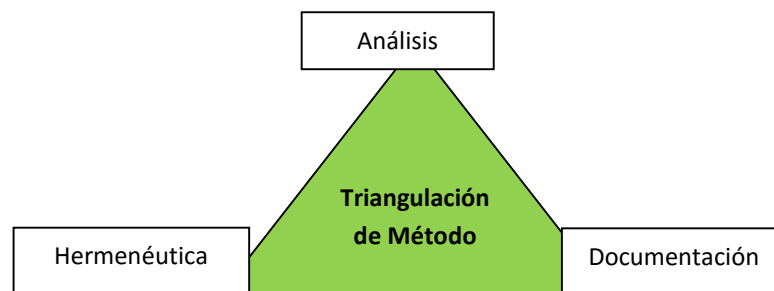 Análisis
Triangulación
de Método
Hermenéutica
Documentación